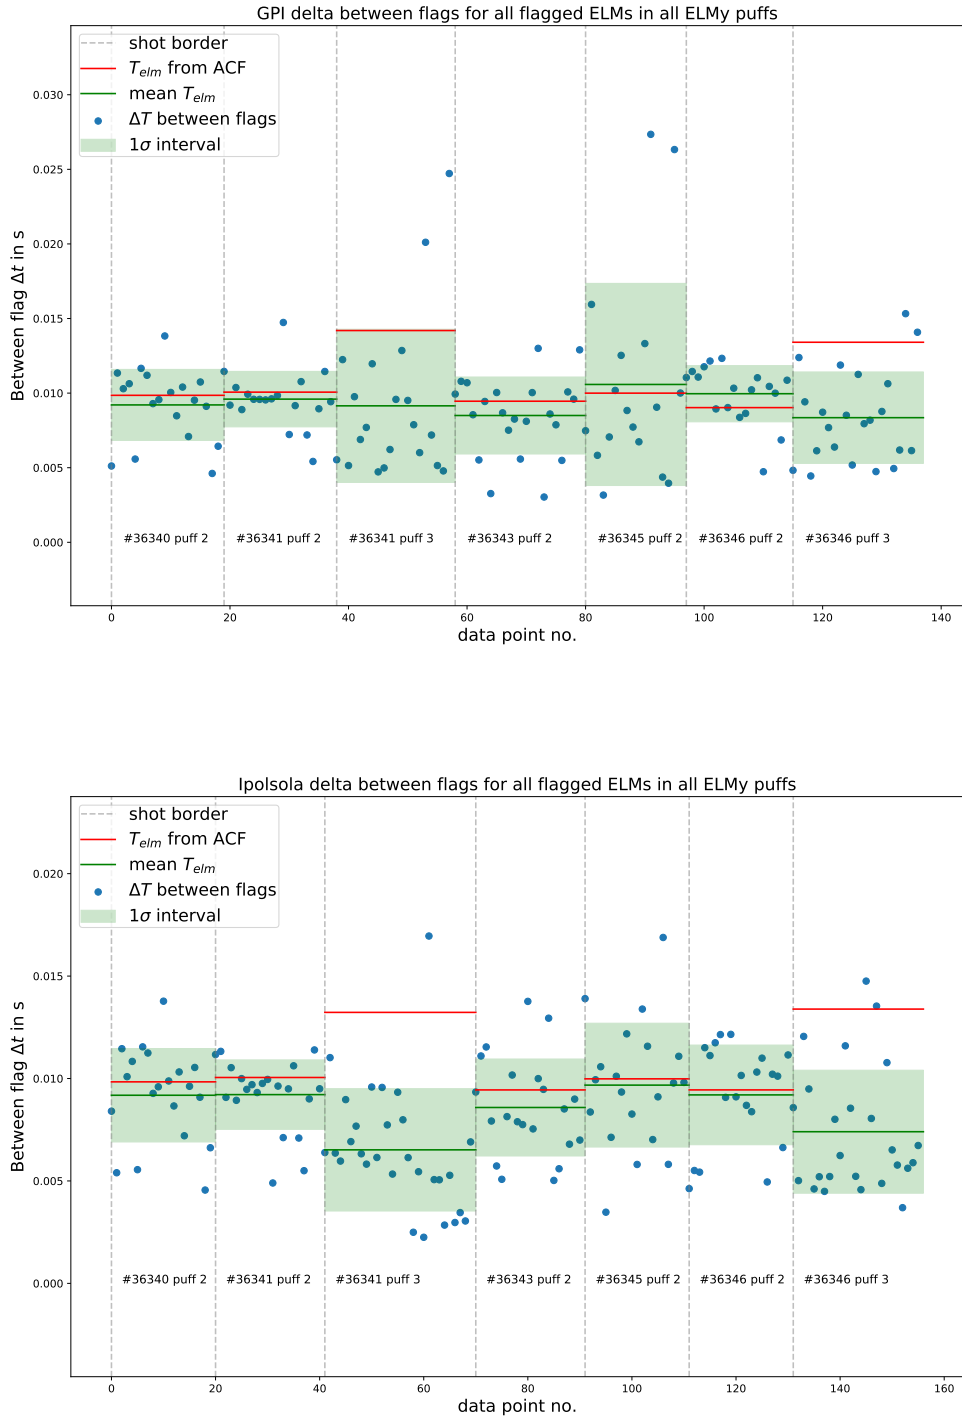 GPI delta between flags for all flagged ELMs in all ELMy puffs
shot border
T_elm from ACF
mean T_elm
ΔT between flags
1σ interval
Between flag Δt in s
0.030
0.025
0.020
0.015
0.010
0.005
0.000
#36340 puff 2 #36341 puff 2 #36341 puff 3 #36343 puff 2 #36345 puff 2 #36346 puff 2 #36346 puff 3
0 20 40 60 80 100 120 140
data point no.
Ipolsola delta between flags for all flagged ELMs in all ELMy puffs
shot border
T_elm from ACF
mean T_elm
ΔT between flags
1σ interval
Between flag Δt in s
0.020
0.015
0.010
0.005
0.000
#36340 puff 2 #36341 puff 2 #36341 puff 3 #36343 puff 2 #36345 puff 2 #36346 puff 2 #36346 puff 3
0 20 40 60 80 100 120 140 160
data point no.